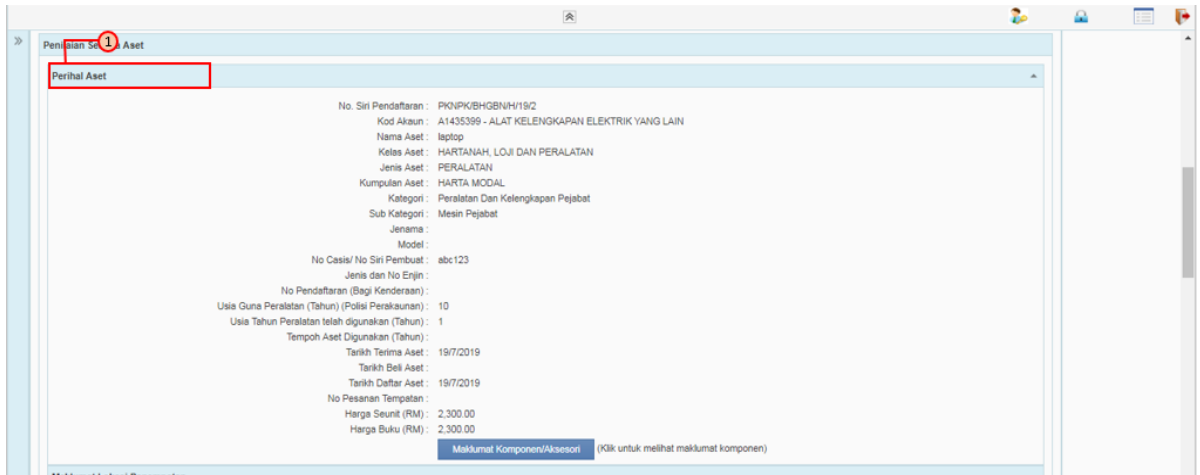 1
Aset
Perihal Aset
No. Siri Pendaftaran : PKNPK/BHGBN/H/19/2
Kod Akaun : A1435399 - ALAT KELENGKAPAN ELEKTRIK YANG LAIN
Nama Aset : laptop
Kelas Aset : HARTANAH, LOJI DAN PERALATAN
Jenis Aset : PERALATAN
Kumpulan Aset : HARTA MODAL
Kategori : Peralatan Dan Kelengkapan Pejabat
Sub Kategori : Mesin Pejabat
Jenama :
Model :
No Casis/ No Siri Pembuat : abc123
Jenis dan No Enjin :
No Pendaftaran (Bagi Kenderaan) :
Usia Guna Peralatan (Tahun) (Polisi Perakaunan) : 10
Usia Tahun Peralatan telah digunakan (Tahun) : 1
Tempoh Aset Digunakan (Tahun) :
Tarikh Terima Aset : 19/7/2019
Tarikh Beli Aset :
Tarikh Daftar Aset : 19/7/2019
No Pesanan Tempatan :
Harga Seunit (RM) : 2,300.00
Harga Buku (RM) : 2,300.00
Maklumat Komponen/Aksesori (Klik untuk melihat maklumat komponen)